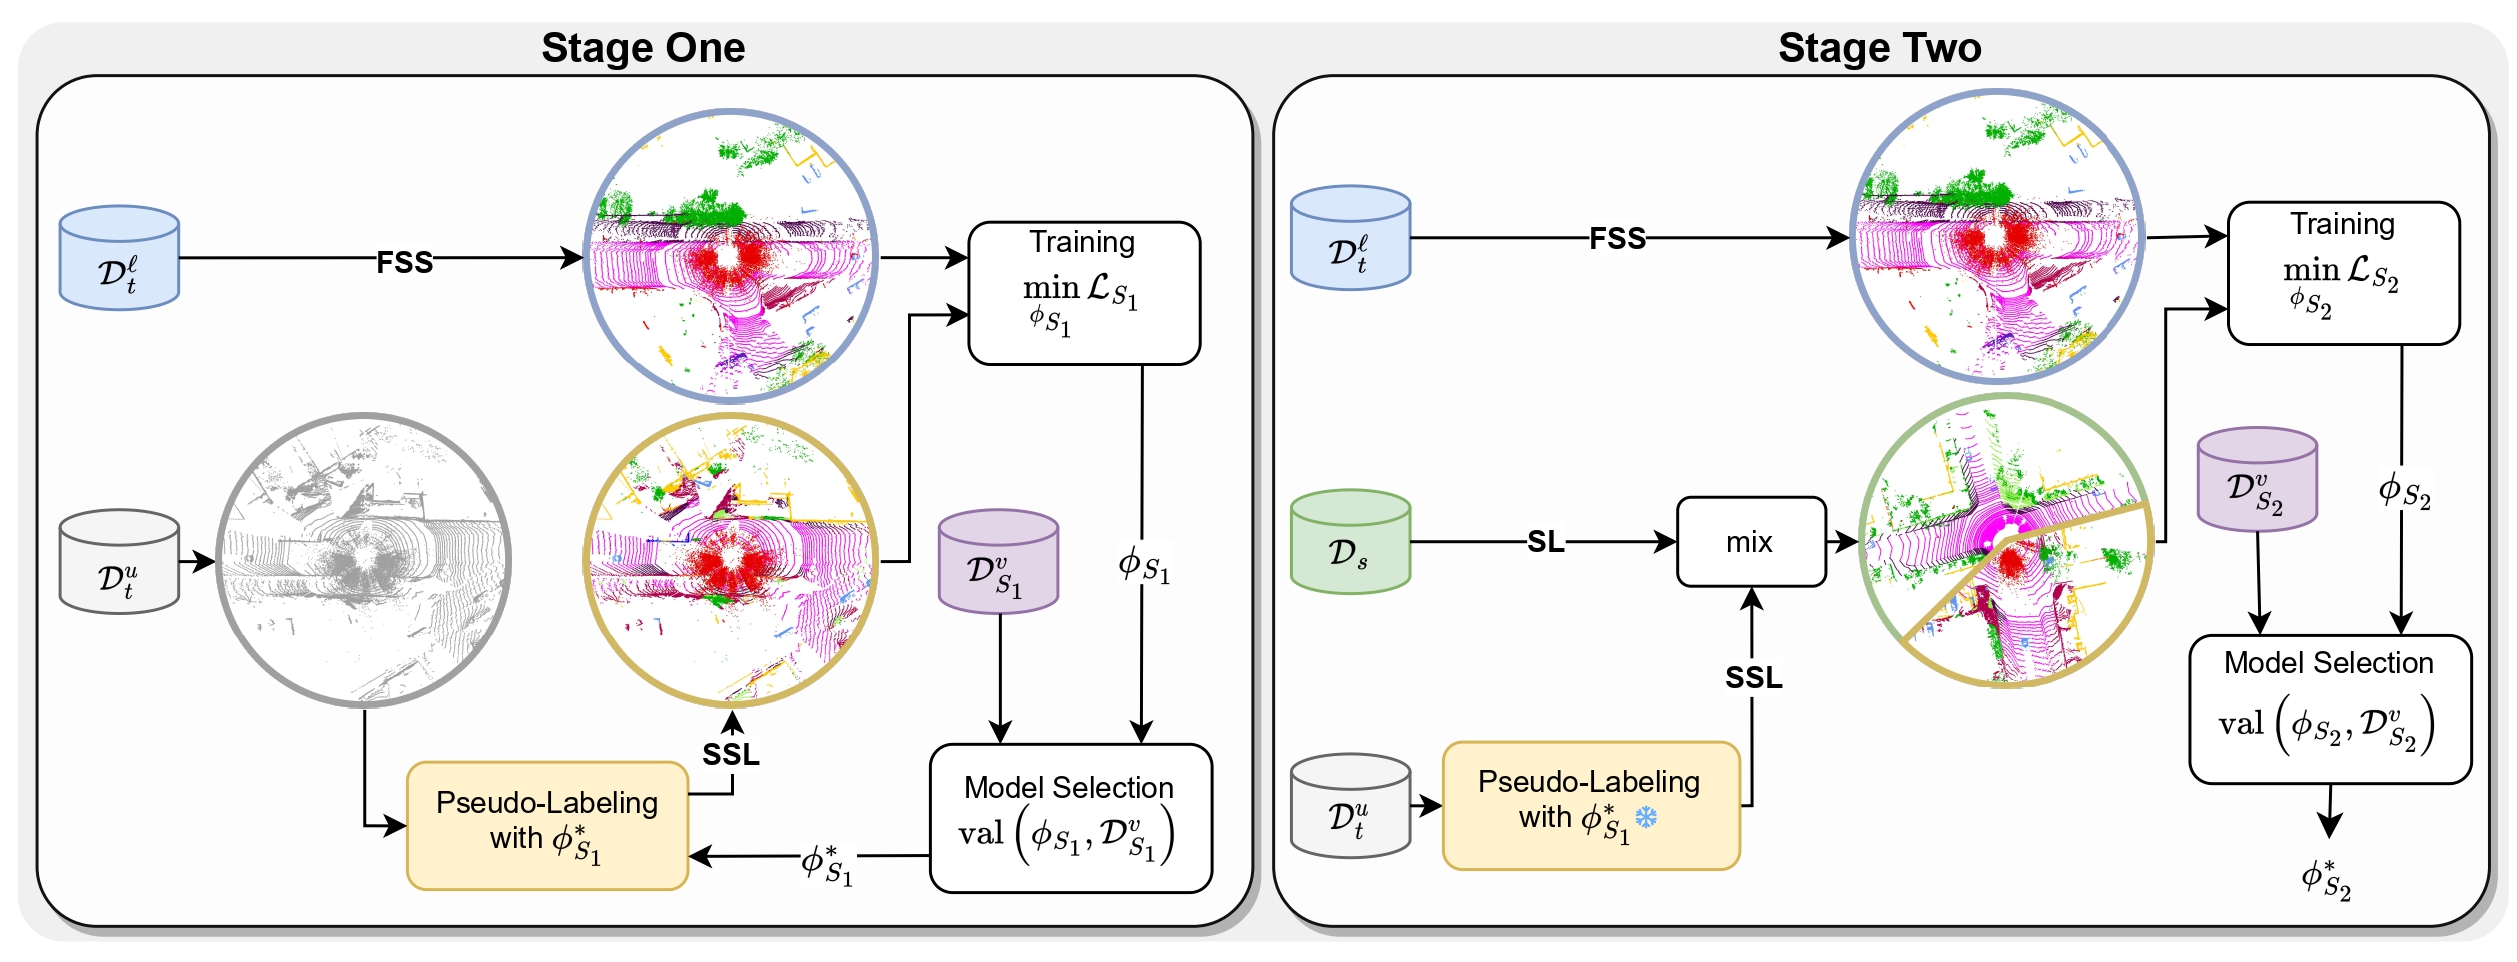 Stage One
FSS
$\mathcal{D}_t^{\ell}$
Training
$\min_{\phi_{S_1}} \mathcal{L}_{S_1}$
$\mathcal{D}_t^{u}$
$\mathcal{D}_{S_1}^{v}$
$\phi_{S_1}$
SSL
Pseudo-Labeling
with $\phi_{S_1}^{*}$
$\phi_{S_1}^{*}$
Model Selection
$\mathrm{val}\left(\phi_{S_1}, \mathcal{D}_{S_1}^{v}\right)$
Stage Two
$\mathcal{D}_t^{\ell}$
FSS
Training
$\min_{\phi_{S_2}} \mathcal{L}_{S_2}$
$\mathcal{D}_s$
SL
mix
$\mathcal{D}_{S_2}^{v}$
$\phi_{S_2}$
SSL
Model Selection
$\mathrm{val}\left(\phi_{S_2}, \mathcal{D}_{S_2}^{v}\right)$
$\mathcal{D}_t^{u}$
Pseudo-Labeling
with $\phi_{S_1}^{*}$
$\phi_{S_2}^{*}$